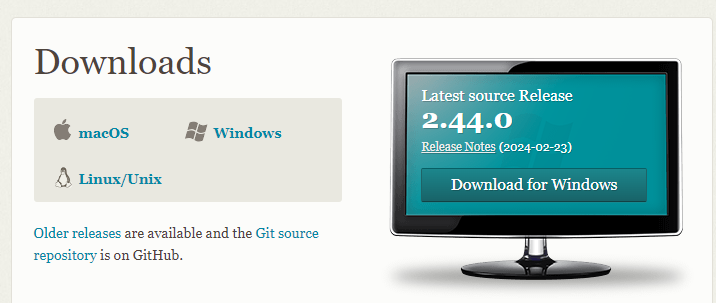 Downloads
macOS
Windows
Linux/Unix
Older releases are available and the Git source
repository is on GitHub.
Latest source Release
2.44.0
Release Notes (2024-02-23)
Download for Windows